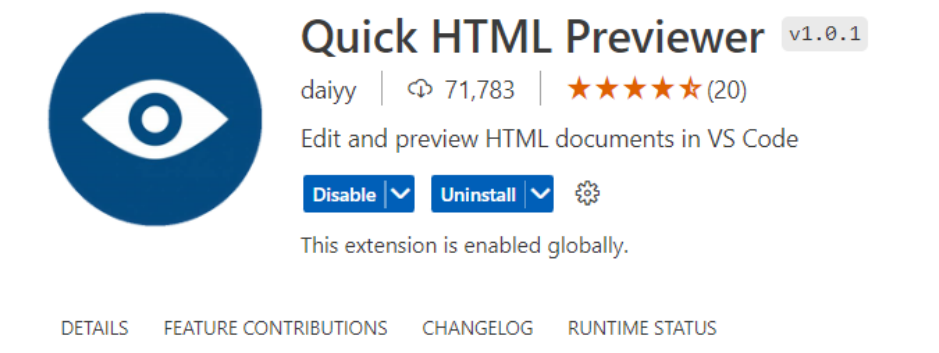 Quick HTML Previewer v1.0.1
daiyy 71,783 (20)
Edit and preview HTML documents in VS Code
Disable Uninstall
This extension is enabled globally.
DETAILS FEATURE CONTRIBUTIONS CHANGELOG RUNTIME STATUS